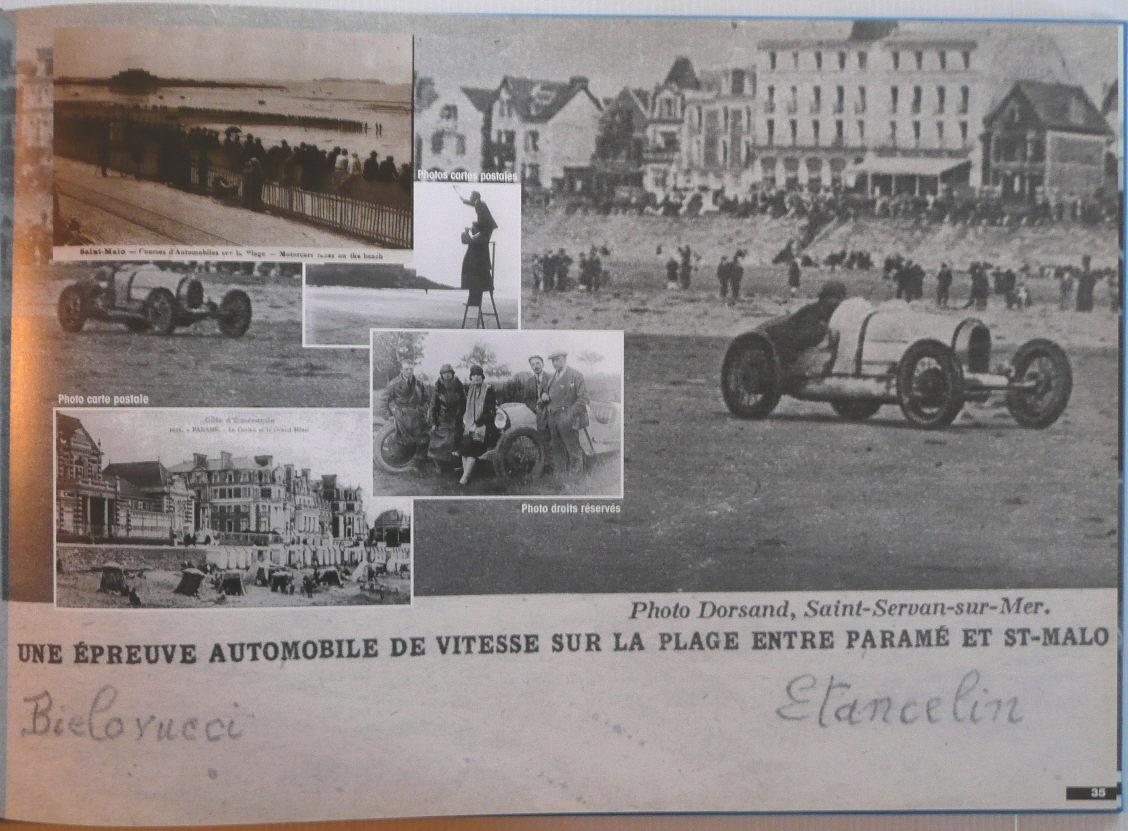 Photos cartes postales
Saint-Malo — Courses d'Automobiles sur la Plage — Motorcars races on the beach
Photo carte postale
Côte d'Émeraude
PARAMÉ - Le Casino et le Grand Hôtel
Photo droits réservés
Photo Dorsand, Saint-Servan-sur-Mer.
UNE ÉPREUVE AUTOMOBILE DE VITESSE SUR LA PLAGE ENTRE PARAMÉ ET ST-MALO
Bielovucci
Etancelin
35